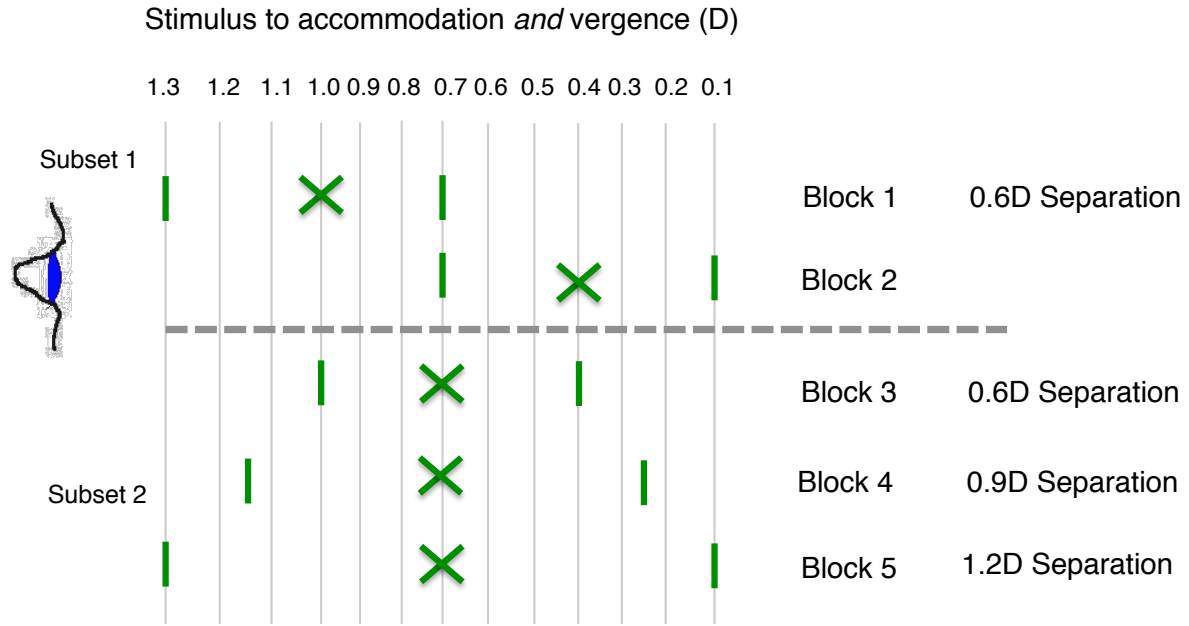 Stimulus to accommodation and vergence (D)
1.3 1.2 1.1 1.0 0.9 0.8 0.7 0.6 0.5 0.4 0.3 0.2 0.1
Subset 1
Block 1 0.6D Separation
Block 2
Block 3 0.6D Separation
Subset 2
Block 4 0.9D Separation
Block 5 1.2D Separation